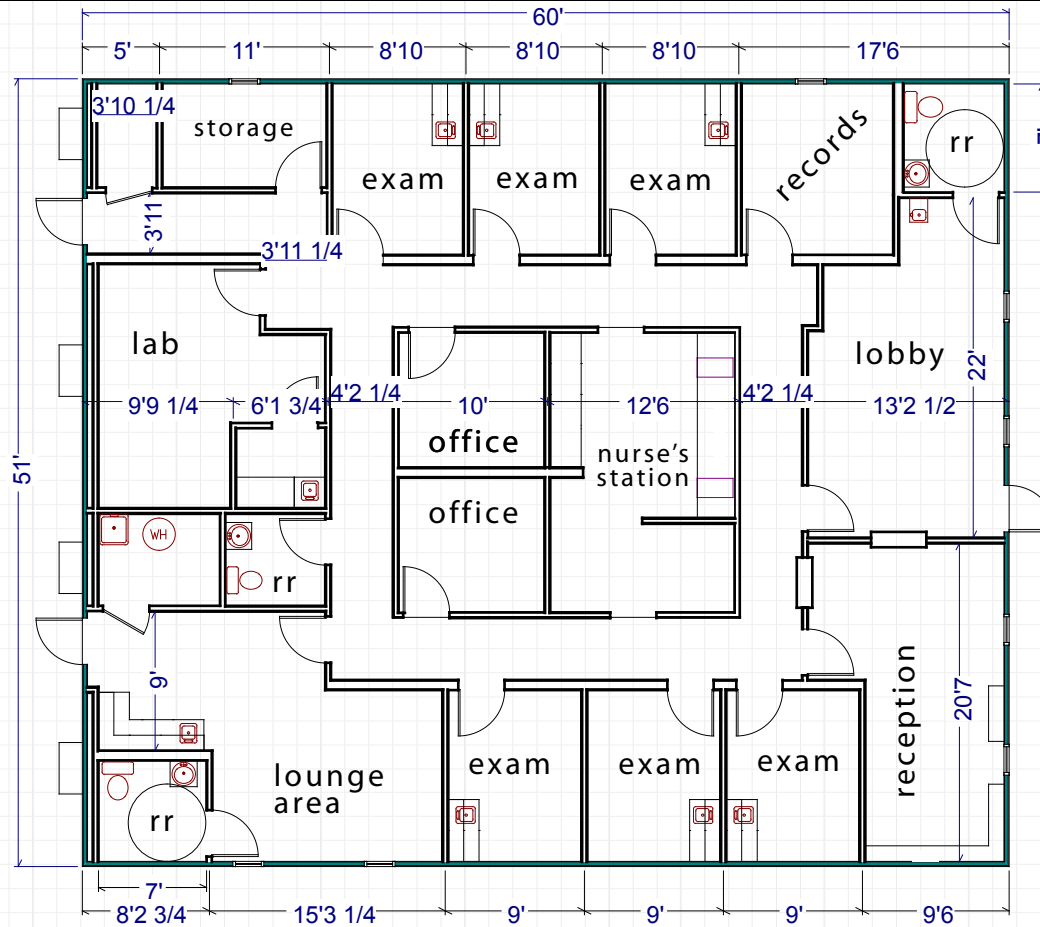 60'
5'
11'
8'10
8'10
8'10
17'6
3'10 1/4
storage
exam
exam
exam
records
rr
3'11
3'11 1/4
lab
lobby
22'
9'9 1/4
6'1 3/4
4'2 1/4
10'
12'6
4'2 1/4
13'2 1/2
office
nurse's
station
51'
office
WH
rr
9'
reception
20'7
lounge
area
exam
exam
exam
rr
7'
8'2 3/4
15'3 1/4
9'
9'
9'
9'6